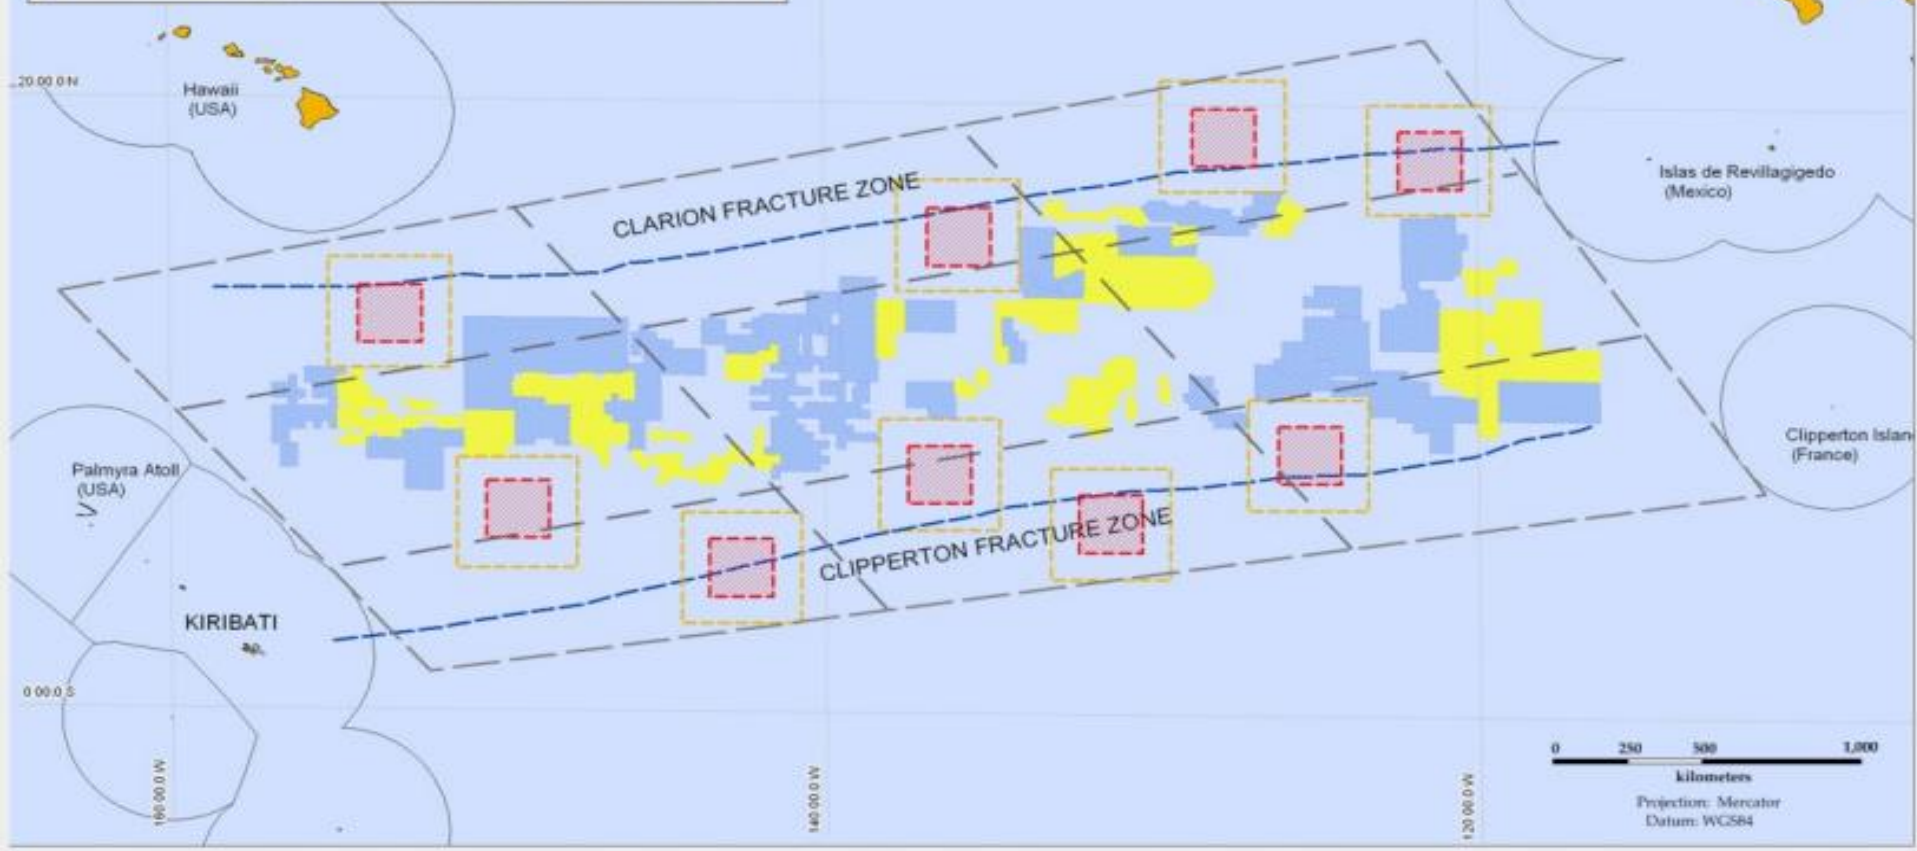 20 00.0 N
Hawaii
(USA)
CLARION FRACTURE ZONE
Islas de Revillagigedo
(Mexico)
Palmyra Atoll
(USA)
Clipperton Islan
(France)
CLIPPERTON FRACTURE ZONE
KIRIBATI
0 00.0 S
160 00.0 W
140 00.0 W
120 00.0 W
0 250 500 1,000
kilometers
Projection: Mercator
Datum: WGS84